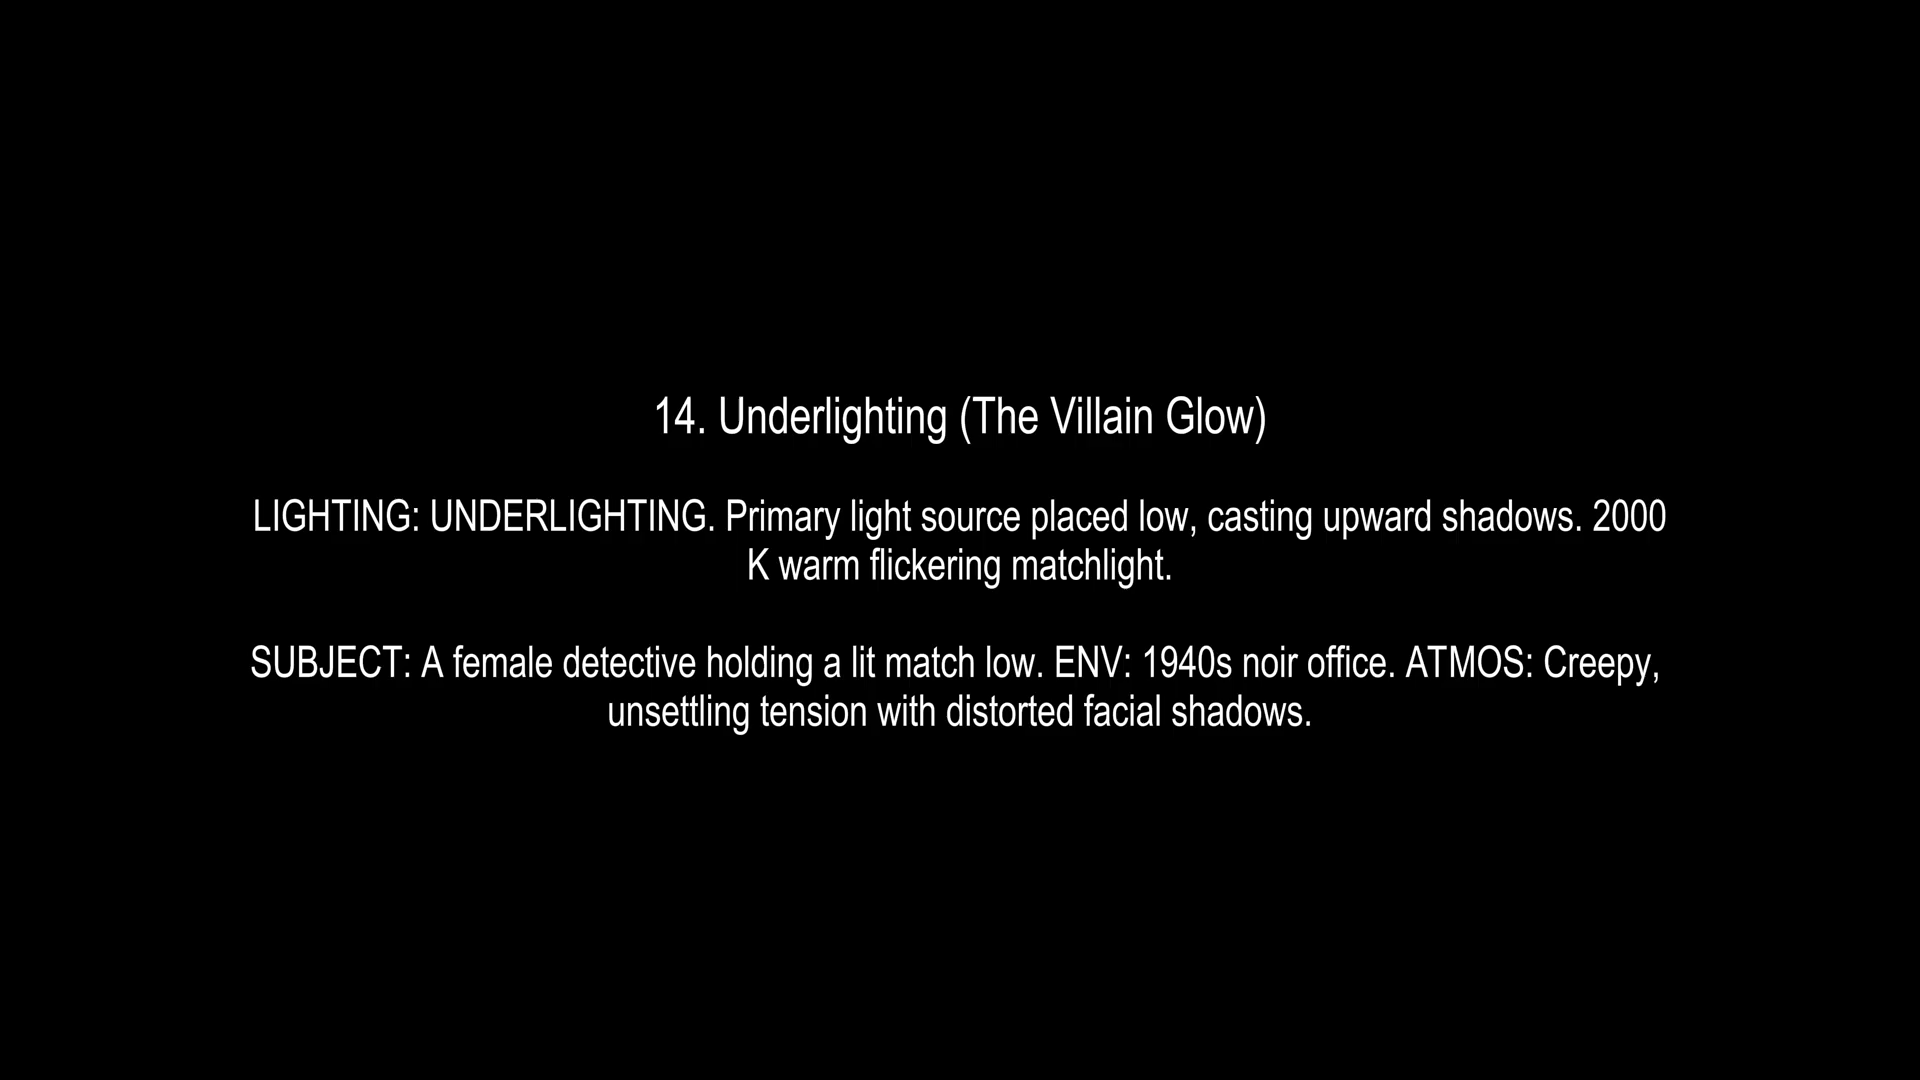 14. Underlighting (The Villain Glow)
LIGHTING: UNDERLIGHTING. Primary light source placed low, casting upward shadows. 2000
K warm flickering matchlight.
SUBJECT: A female detective holding a lit match low. ENV: 1940s noir office. ATMOS: Creepy,
unsettling tension with distorted facial shadows.